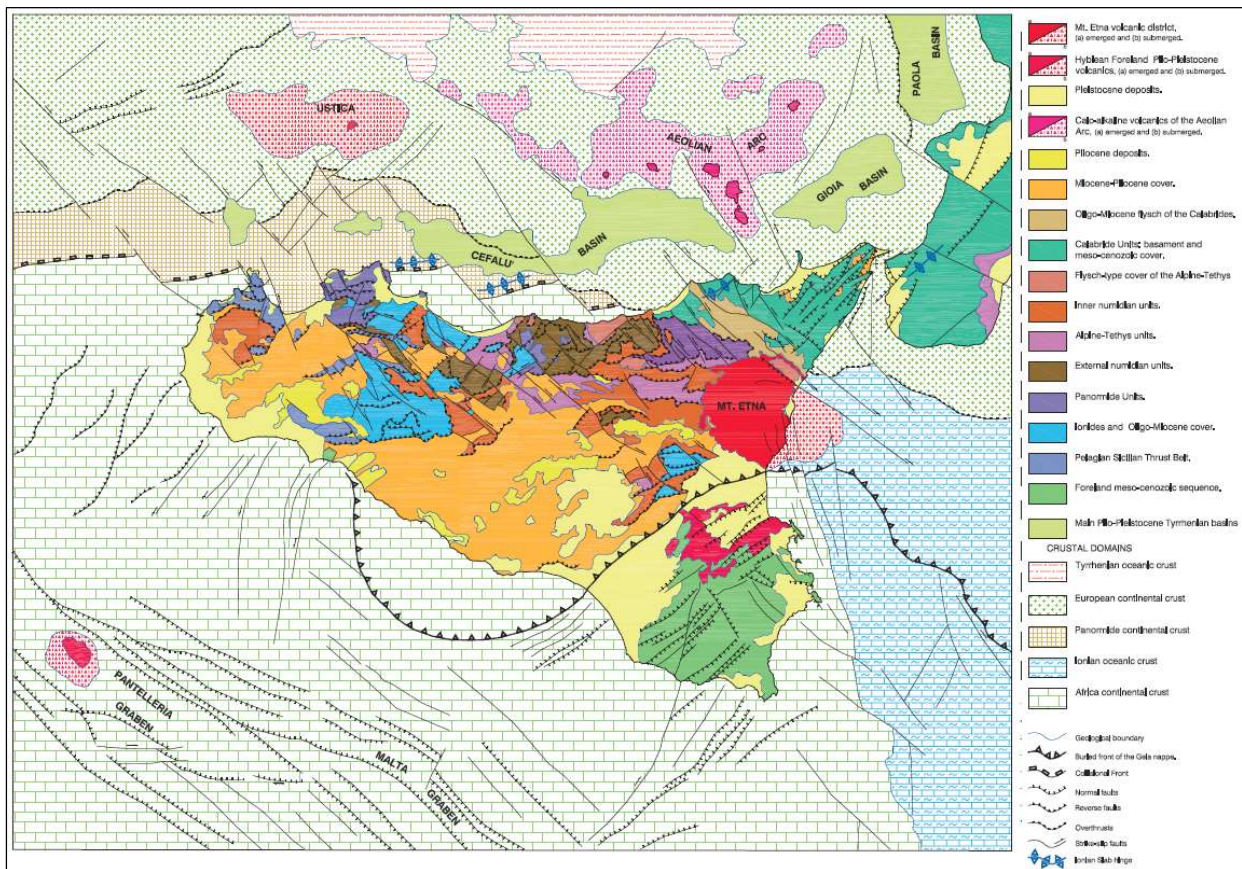 USTICA
AEOLIAN
ARC
PAOLA
BASIN
GIOIA
BASIN
CEFALU'
BASIN
MT. ETNA
PANTELLERIA
GRABEN
MALTA
GRABEN
Mt. Etna volcanic district,
(a) emerged and (b) submerged.
Hyblean Foreland Plio-Pleistocene
volcanics, (a) emerged and (b) submerged.
Pleistocene deposits.
Calc-alkaline volcanics of the Aeolian
Arc, (a) emerged and (b) submerged.
Pliocene deposits.
Miocene-Pliocene cover.
Oligo-Miocene flysch of the Calabrides.
Calabride Units: basament and
meso-cenozoic cover.
Flysch-type cover of the Alpine-Tethys
Inner numidian units.
Alpine-Tethys units.
External numidian units.
Panormide Units.
Ionides and Oligo-Miocene cover.
Pelagian Sicilian Thrust Belt.
Foreland meso-cenozoic sequence.
Main Plio-Pleistocene Tyrrhenian basins
CRUSTAL DOMAINS
Tyrrhenian oceanic crust
European continental crust
Panormide continental crust
Ionian oceanic crust
Africa continental crust
Geological boundary
Buried front of the Gela nappe.
Collisional Front
Normal faults
Reverse faults
Overthrusts
Strike-slip faults
Ionian Slab hinge